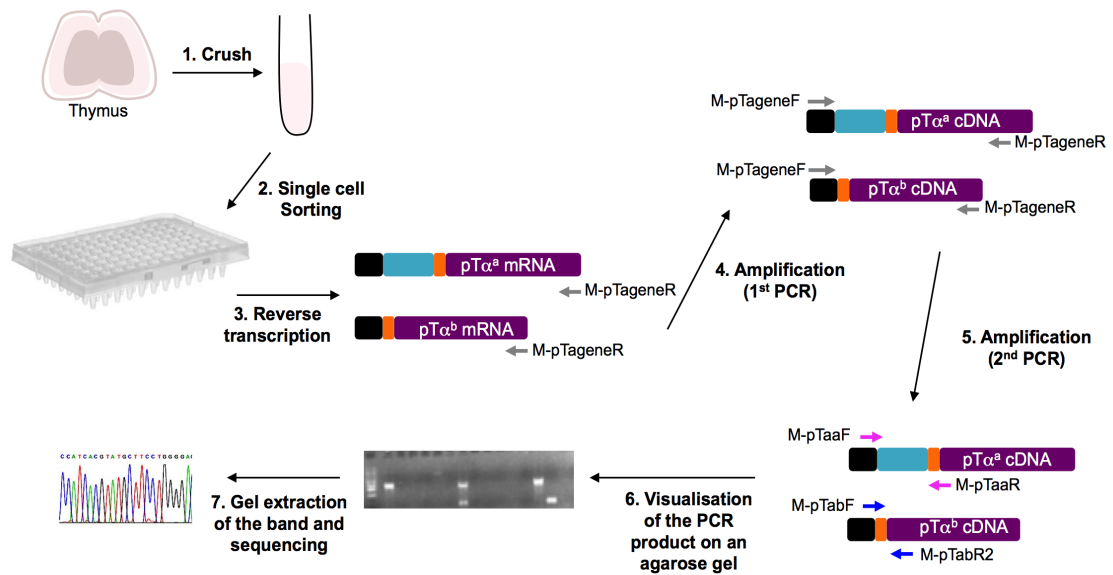 1. Crush
Thymus
2. Single cell
Sorting
3. Reverse
transcription
pTαᵃ mRNA
M-pTageneR
pTαᵇ mRNA
M-pTageneR
4. Amplification
(1ˢᵗ PCR)
M-pTageneF
pTαᵃ cDNA
M-pTageneR
M-pTageneF
pTαᵇ cDNA
M-pTageneR
5. Amplification
(2ⁿᵈ PCR)
M-pTaaF
pTαᵃ cDNA
M-pTaaR
M-pTabF
pTαᵇ cDNA
M-pTabR2
6. Visualisation
of the PCR
product on an
agarose gel
7. Gel extraction
of the band and
sequencing
CCATCACGTATGCTTCCTGGGGA